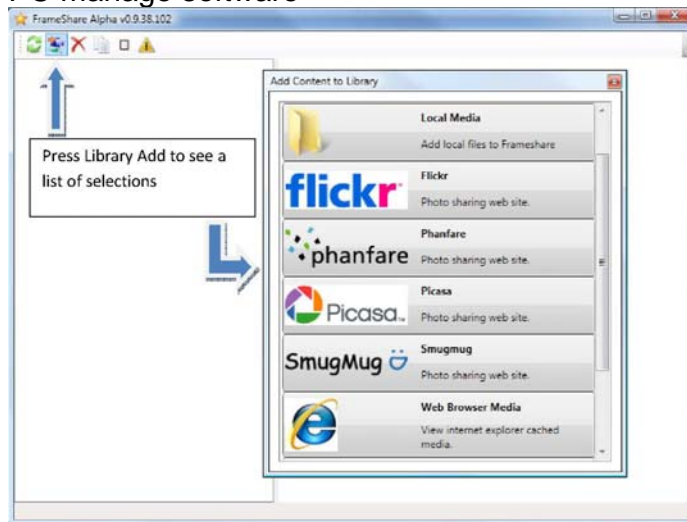 FrameShare Alpha v0.9.38.102
Add Content to Library
Press Library Add to see a
list of selections
Local Media
Add local files to Frameshare
flickr
Flickr
Photo sharing web site.
phanfare
Phanfare
Photo sharing web site.
Picasa
Picasa
Photo sharing web site.
SmugMug
Smugmug
Photo sharing web site.
Web Browser Media
View internet explorer cached
media.